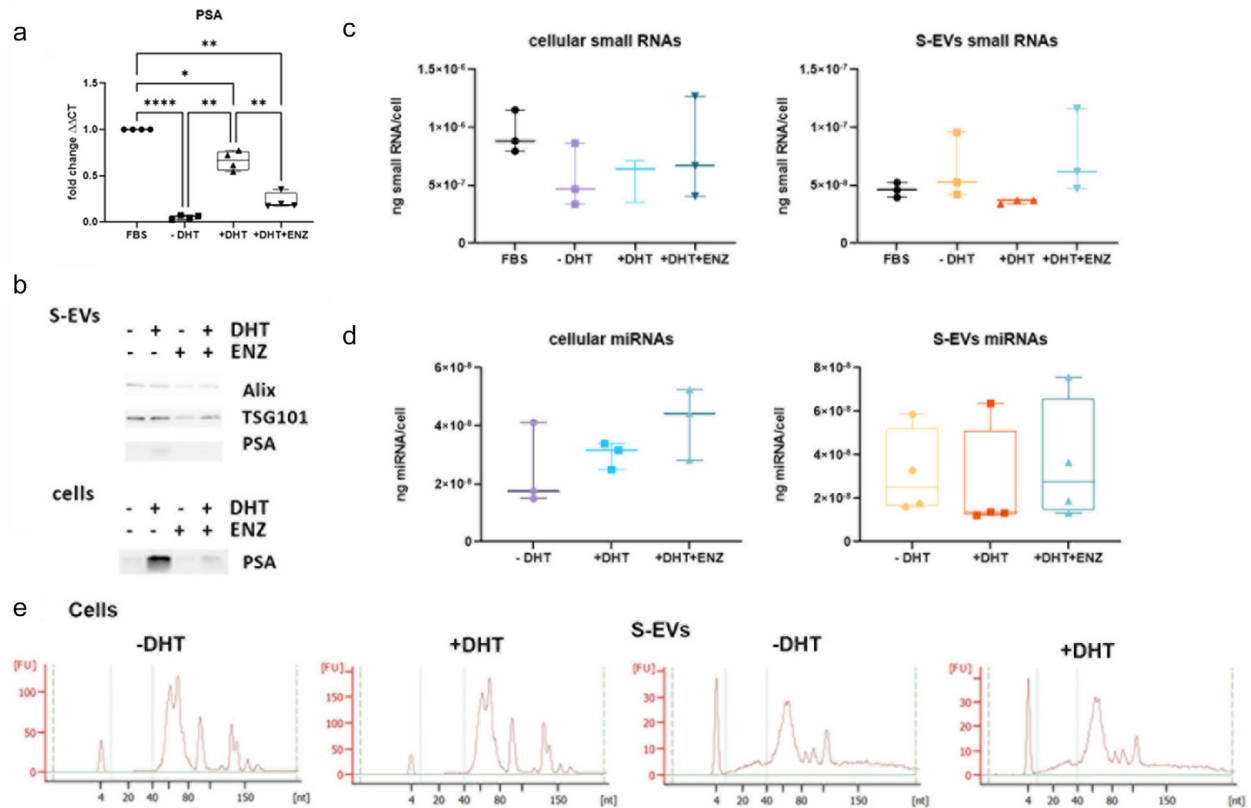 a
PSA
**
*
**** ** **
fold change ΔΔCT
1.5
1.0
0.5
0.0
FBS - DHT +DHT +DHT+ENZ
b
S-EVs
- + - + DHT
- - + + ENZ
Alix
TSG101
PSA
cells
- + - + DHT
- - + + ENZ
PSA
c
cellular small RNAs
ng small RNA/cell
1.5×10⁻⁶
1×10⁻⁶
5×10⁻⁷
0
FBS - DHT +DHT +DHT+ENZ
S-EVs small RNAs
ng small RNA/cell
1.5×10⁻⁷
1×10⁻⁷
5×10⁻⁸
0
FBS - DHT +DHT +DHT+ENZ
d
cellular miRNAs
ng miRNA/cell
6×10⁻⁸
4×10⁻⁸
2×10⁻⁸
0
- DHT +DHT +DHT+ENZ
S-EVs miRNAs
ng miRNA/cell
8×10⁻⁸
6×10⁻⁸
4×10⁻⁸
2×10⁻⁸
0
- DHT +DHT +DHT+ENZ
e
Cells
-DHT
[FU]
100
50
0
4 20 40 80 150 [nt]
+DHT
[FU]
150
100
50
0
4 20 40 80 150 [nt]
S-EVs
-DHT
[FU]
40
30
20
10
0
4 20 40 80 150 [nt]
+DHT
[FU]
40
30
20
10
0
4 20 40 80 150 [nt]